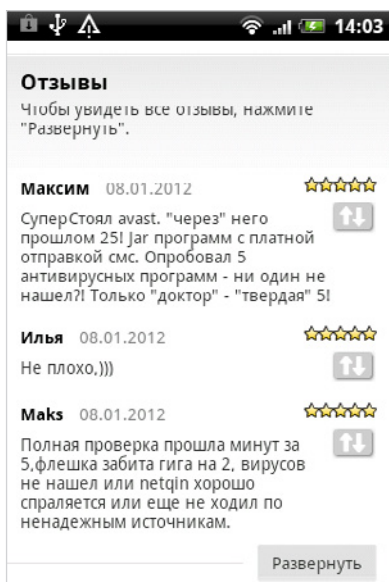 14:03
Отзывы
Чтобы увидеть все отзывы, нажмите
"Развернуть".
Максим 08.01.2012
СуперСтоял avast. "через" него
прошлом 25! Jar программ с платной
отправкой смс. Опробовал 5
антивирусных программ - ни один не
нашел?! Только "доктор" - "твердая" 5!
Илья 08.01.2012
Не плохо,)))
Maks 08.01.2012
Полная проверка прошла минут за
5,флешка забита гига на 2, вирусов
не нашел или netqin хорошо
спраляется или еще не ходил по
ненадежным источникам.
Развернуть